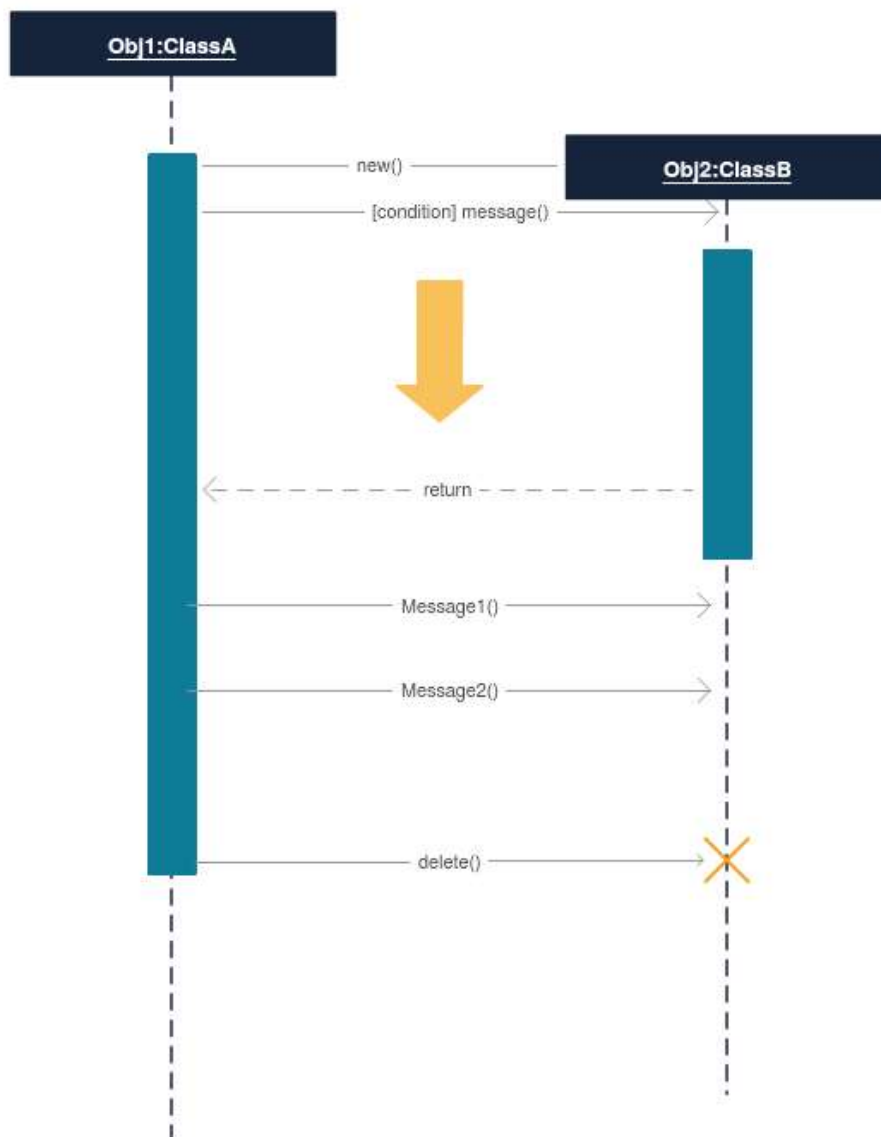 Obj1:ClassA
new()
Obj2:ClassB
[condition] message()
return
Message1()
Message2()
delete()